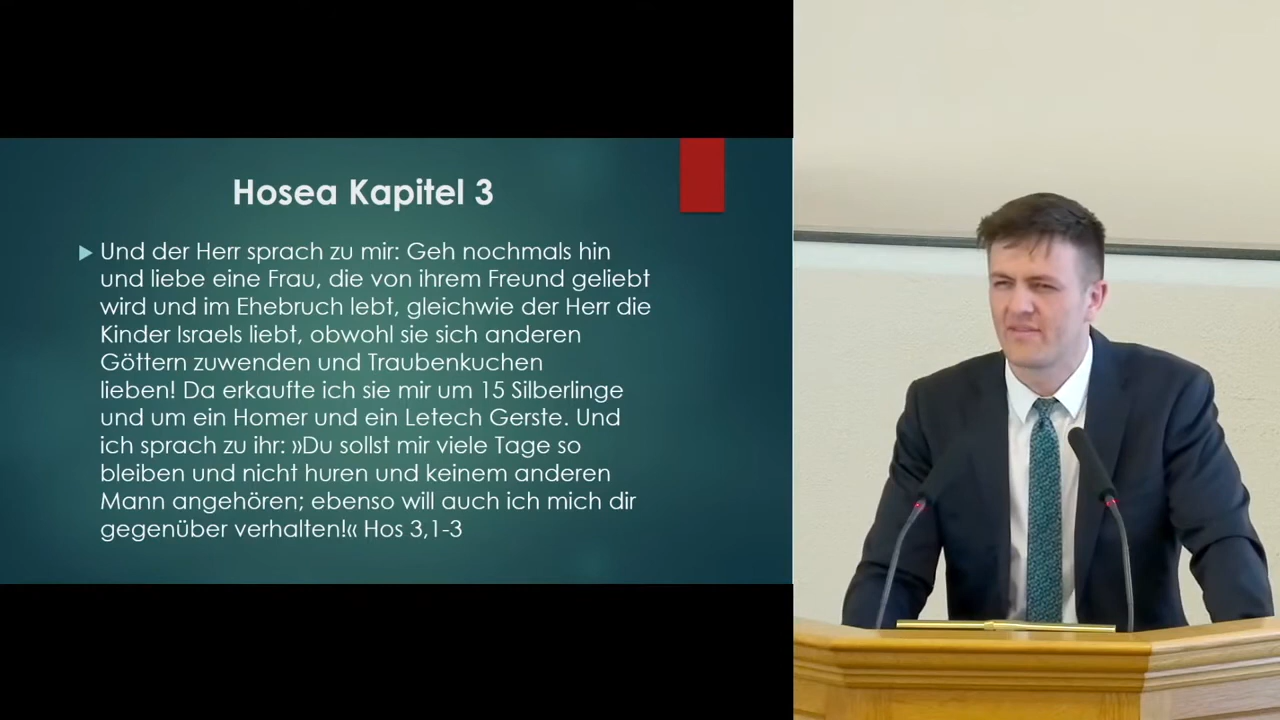 Hosea Kapitel 3
Und der Herr sprach zu mir: Geh nochmals hin
und liebe eine Frau, die von ihrem Freund geliebt
wird und im Ehebruch lebt, gleichwie der Herr die
Kinder Israels liebt, obwohl sie sich anderen
Göttern zuwenden und Traubenkuchen
lieben! Da erkaufte ich sie mir um 15 Silberlinge
und um ein Homer und ein Letech Gerste. Und
ich sprach zu ihr: »Du sollst mir viele Tage so
bleiben und nicht huren und keinem anderen
Mann angehören; ebenso will auch ich mich dir
gegenüber verhalten!« Hos 3,1-3